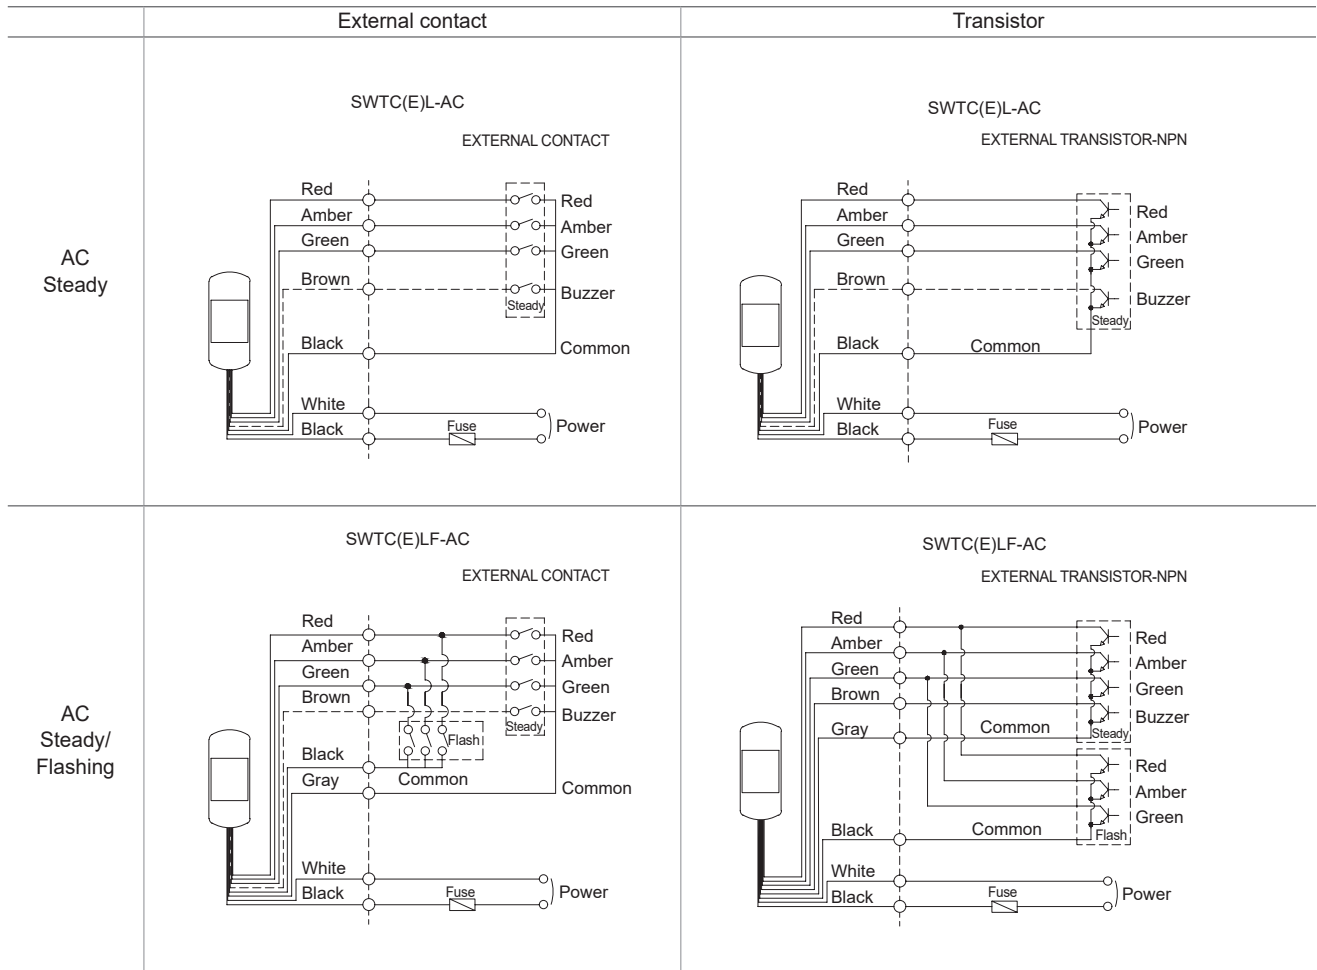 External contact
Transistor
AC
Steady
SWTC(E)L-AC
EXTERNAL CONTACT
Red
Red
Amber
Amber
Green
Green
Brown
Buzzer
Steady
Black
Common
White
Fuse
Power
Black
SWTC(E)L-AC
EXTERNAL TRANSISTOR-NPN
Red
Red
Amber
Amber
Green
Green
Brown
Buzzer
Steady
Black
Common
White
Fuse
Power
Black
AC
Steady/
Flashing
SWTC(E)LF-AC
EXTERNAL CONTACT
Red
Red
Amber
Amber
Green
Green
Brown
Buzzer
Steady
Flash
Black
Common
Gray
Common
White
Fuse
Power
Black
SWTC(E)LF-AC
EXTERNAL TRANSISTOR-NPN
Red
Red
Amber
Amber
Green
Green
Brown
Buzzer
Gray
Common
Steady
Red
Amber
Green
Black
Common
Flash
White
Fuse
Power
Black